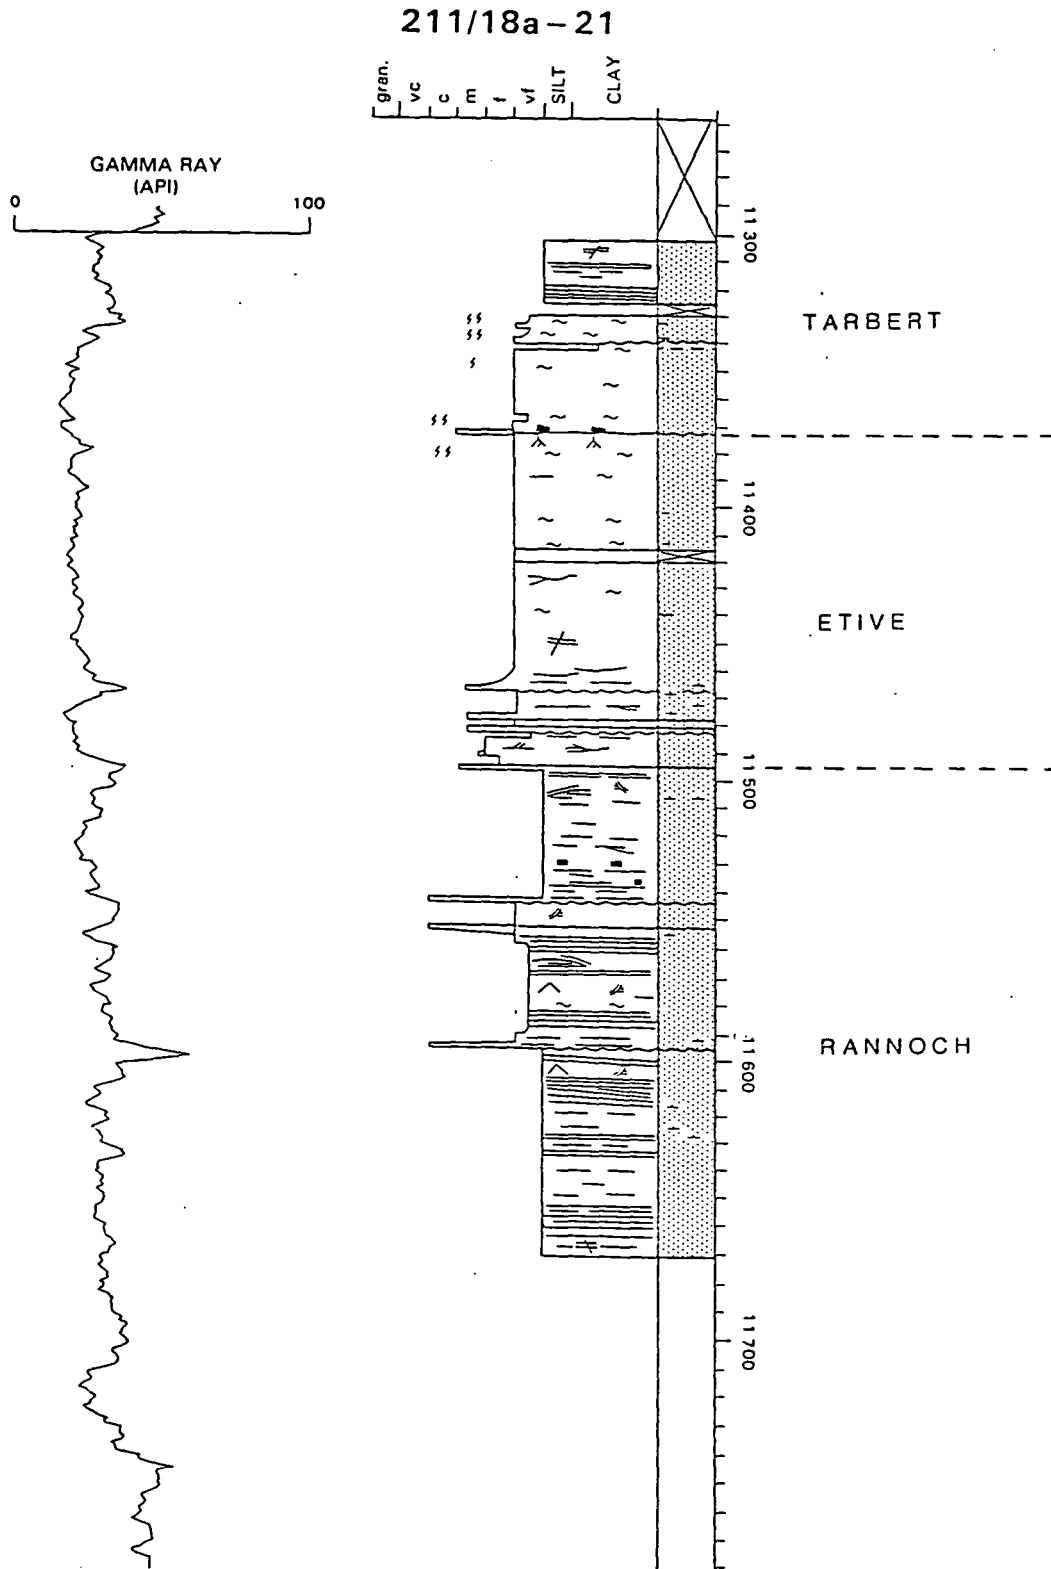 211/18a – 21
gran.
vc
c
m
f
vf
SILT
CLAY
GAMMA RAY
(API)
0
100
11300
TARBERT
11400
ETIVE
11500
RANNOCH
11600
11700